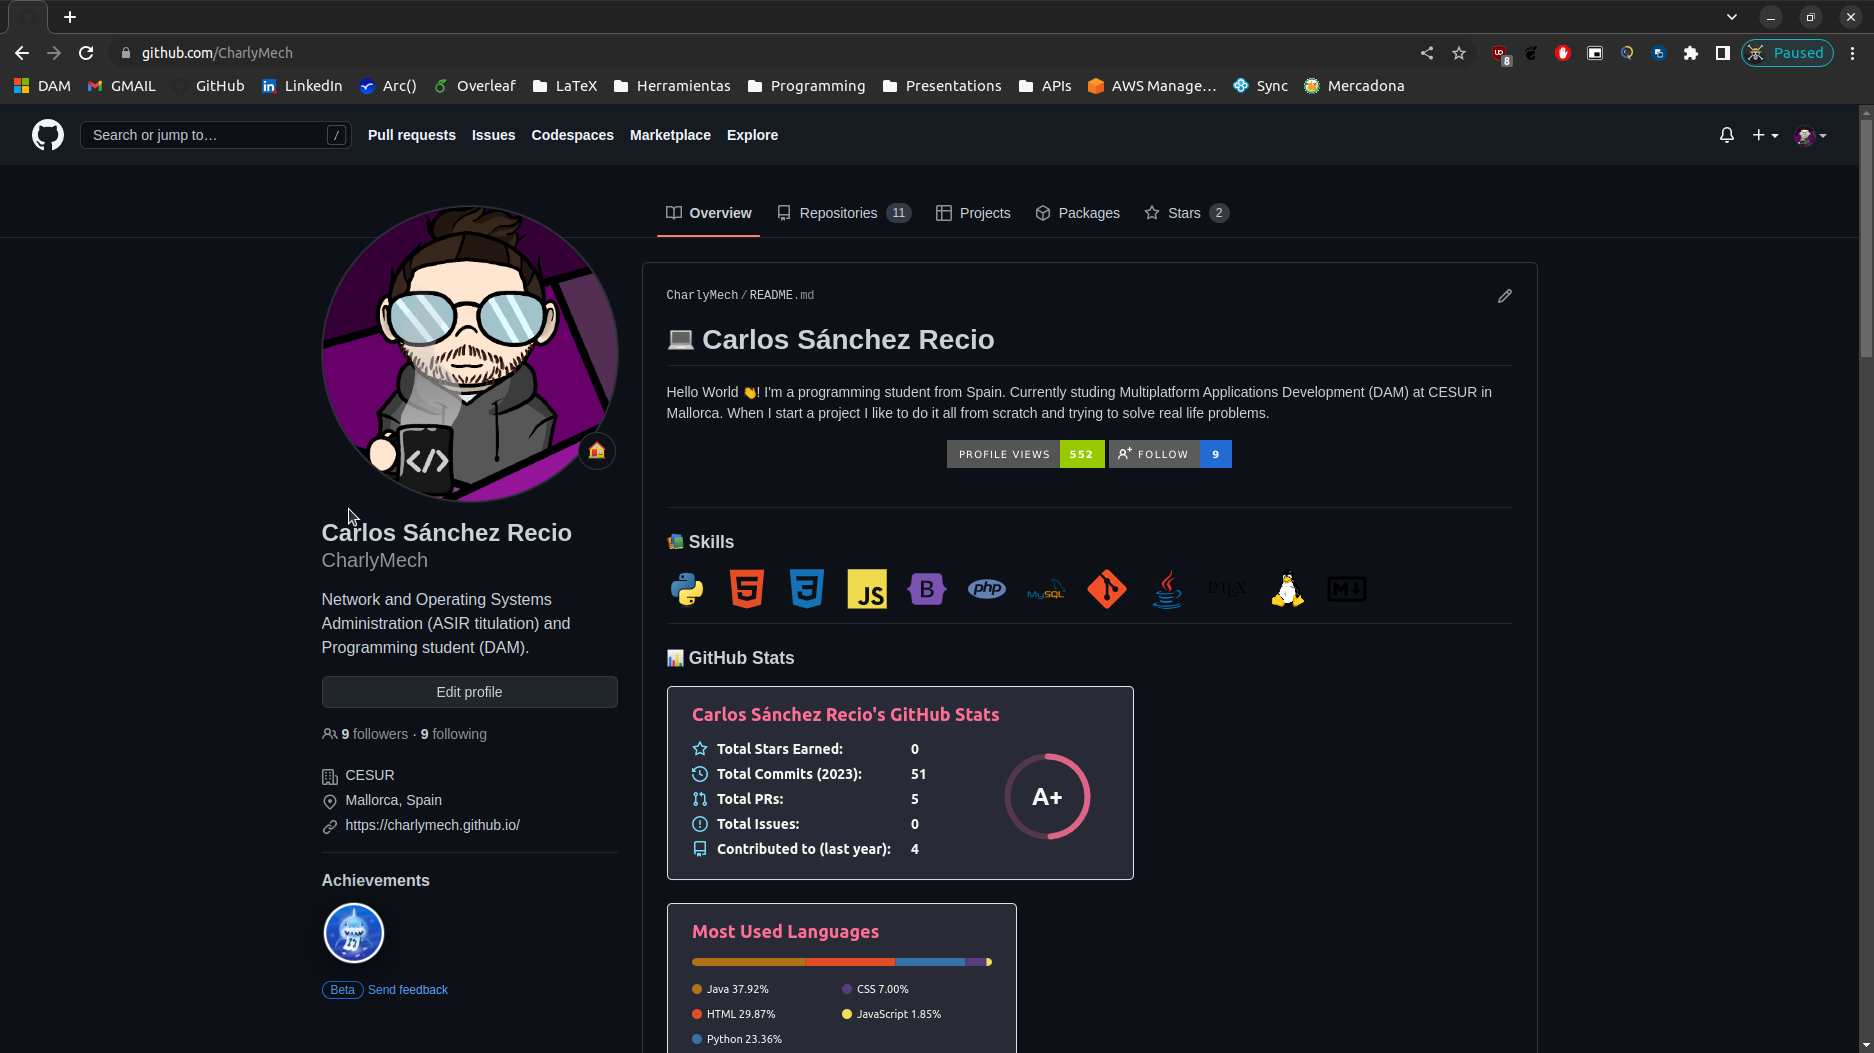 github.com/CharlyMech
8
Paused
DAM
GMAIL
GitHub
LinkedIn
Arc()
Overleaf
LaTeX
Herramientas
Programming
Presentations
APIs
AWS Manage...
Sync
Mercadona
Search or jump to...
/
Pull requests
Issues
Codespaces
Marketplace
Explore
Overview
Repositories 11
Projects
Packages
Stars 2
CharlyMech/README.md
Carlos Sánchez Recio
Hello World 👏! I'm a programming student from Spain. Currently studing Multiplatform Applications Development (DAM) at CESUR in
Mallorca. When I start a project I like to do it all from scratch and trying to solve real life problems.
PROFILE VIEWS 552
FOLLOW 9
</>
Carlos Sánchez Recio
CharlyMech
Network and Operating Systems
Administration (ASIR titulation) and
Programming student (DAM).
Edit profile
9 followers · 9 following
CESUR
Mallorca, Spain
https://charlymech.github.io/
Achievements
Beta Send feedback
Skills
5
3
JS
B
php
MySQL
LATEX
M
GitHub Stats
Carlos Sánchez Recio's GitHub Stats
Total Stars Earned: 0
Total Commits (2023): 51
Total PRs: 5
Total Issues: 0
Contributed to (last year): 4
A+
Most Used Languages
Java 37.92%
CSS 7.00%
HTML 29.87%
JavaScript 1.85%
Python 23.36%